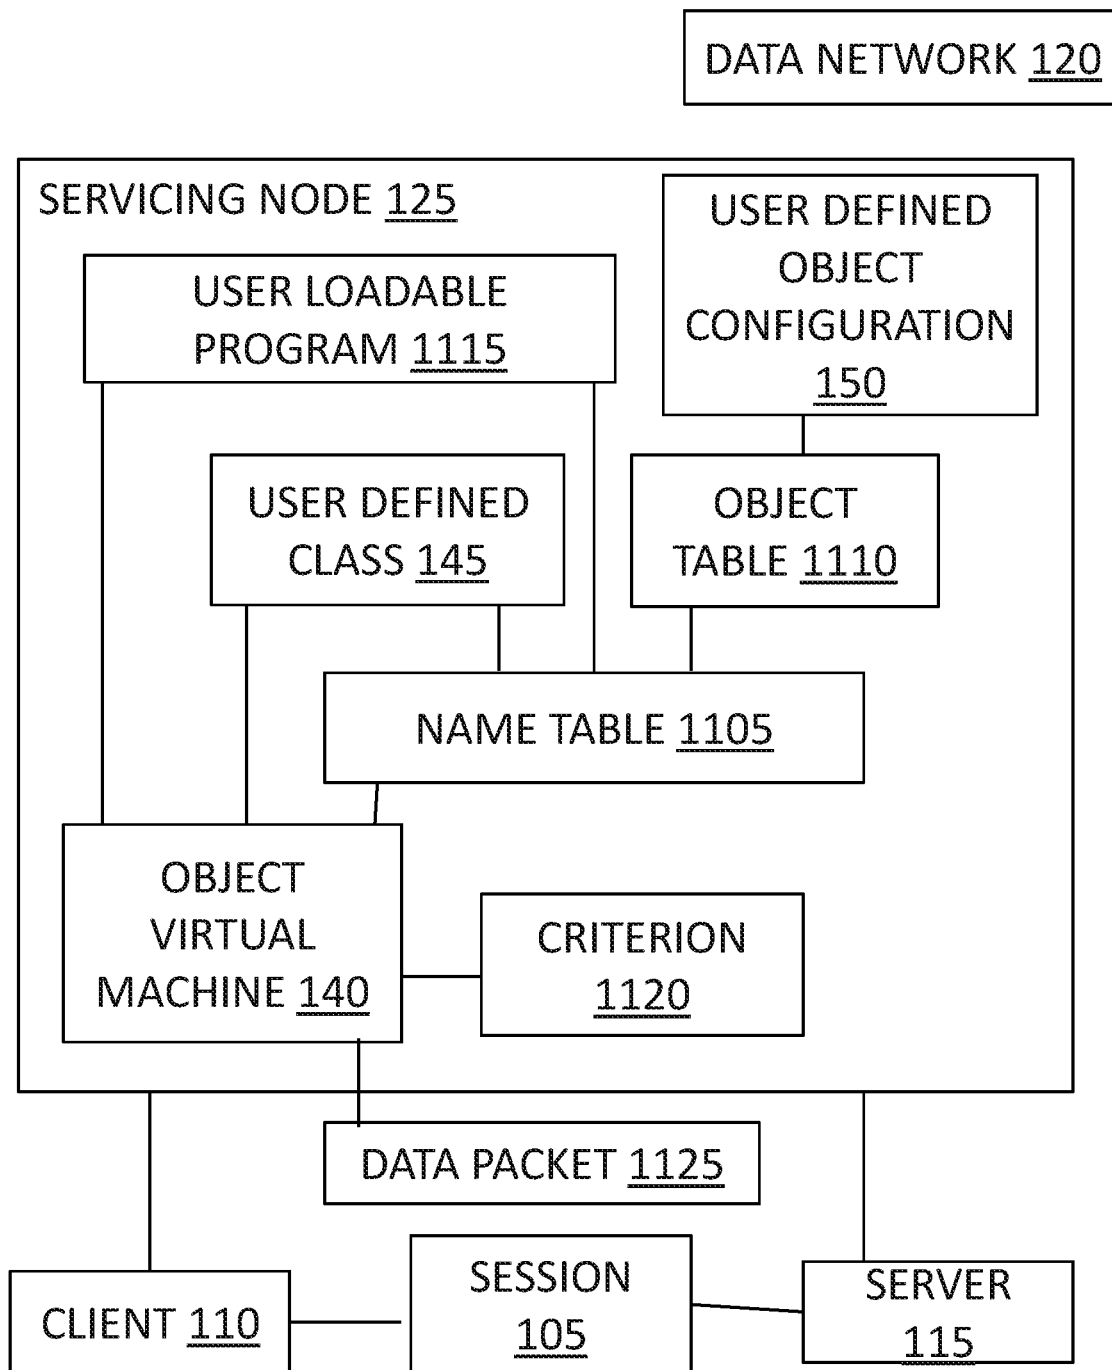 DATA NETWORK 120
SERVICING NODE 125
USER DEFINED
OBJECT
CONFIGURATION
150
USER LOADABLE
PROGRAM 1115
USER DEFINED
CLASS 145
OBJECT
TABLE 1110
NAME TABLE 1105
OBJECT
VIRTUAL
MACHINE 140
CRITERION
1120
DATA PACKET 1125
CLIENT 110
SESSION
105
SERVER
115